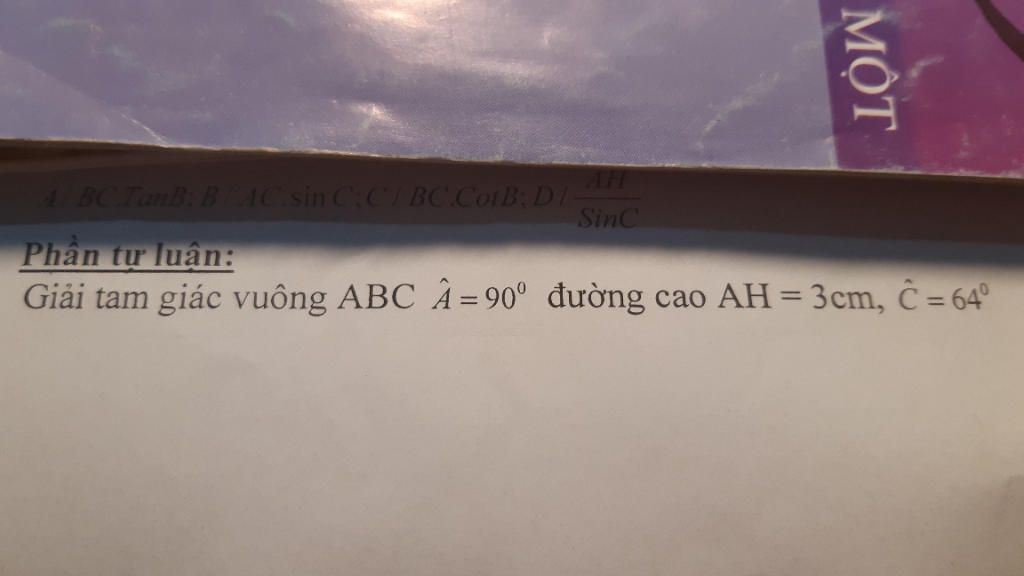 MỘT
A / BC.TanB; B / AC.sin C; C / BC.CotB; D / AH/SinC
Phần tự luận:
Giải tam giác vuông ABC Â = 90⁰ đường cao AH = 3cm, Ĉ = 64⁰